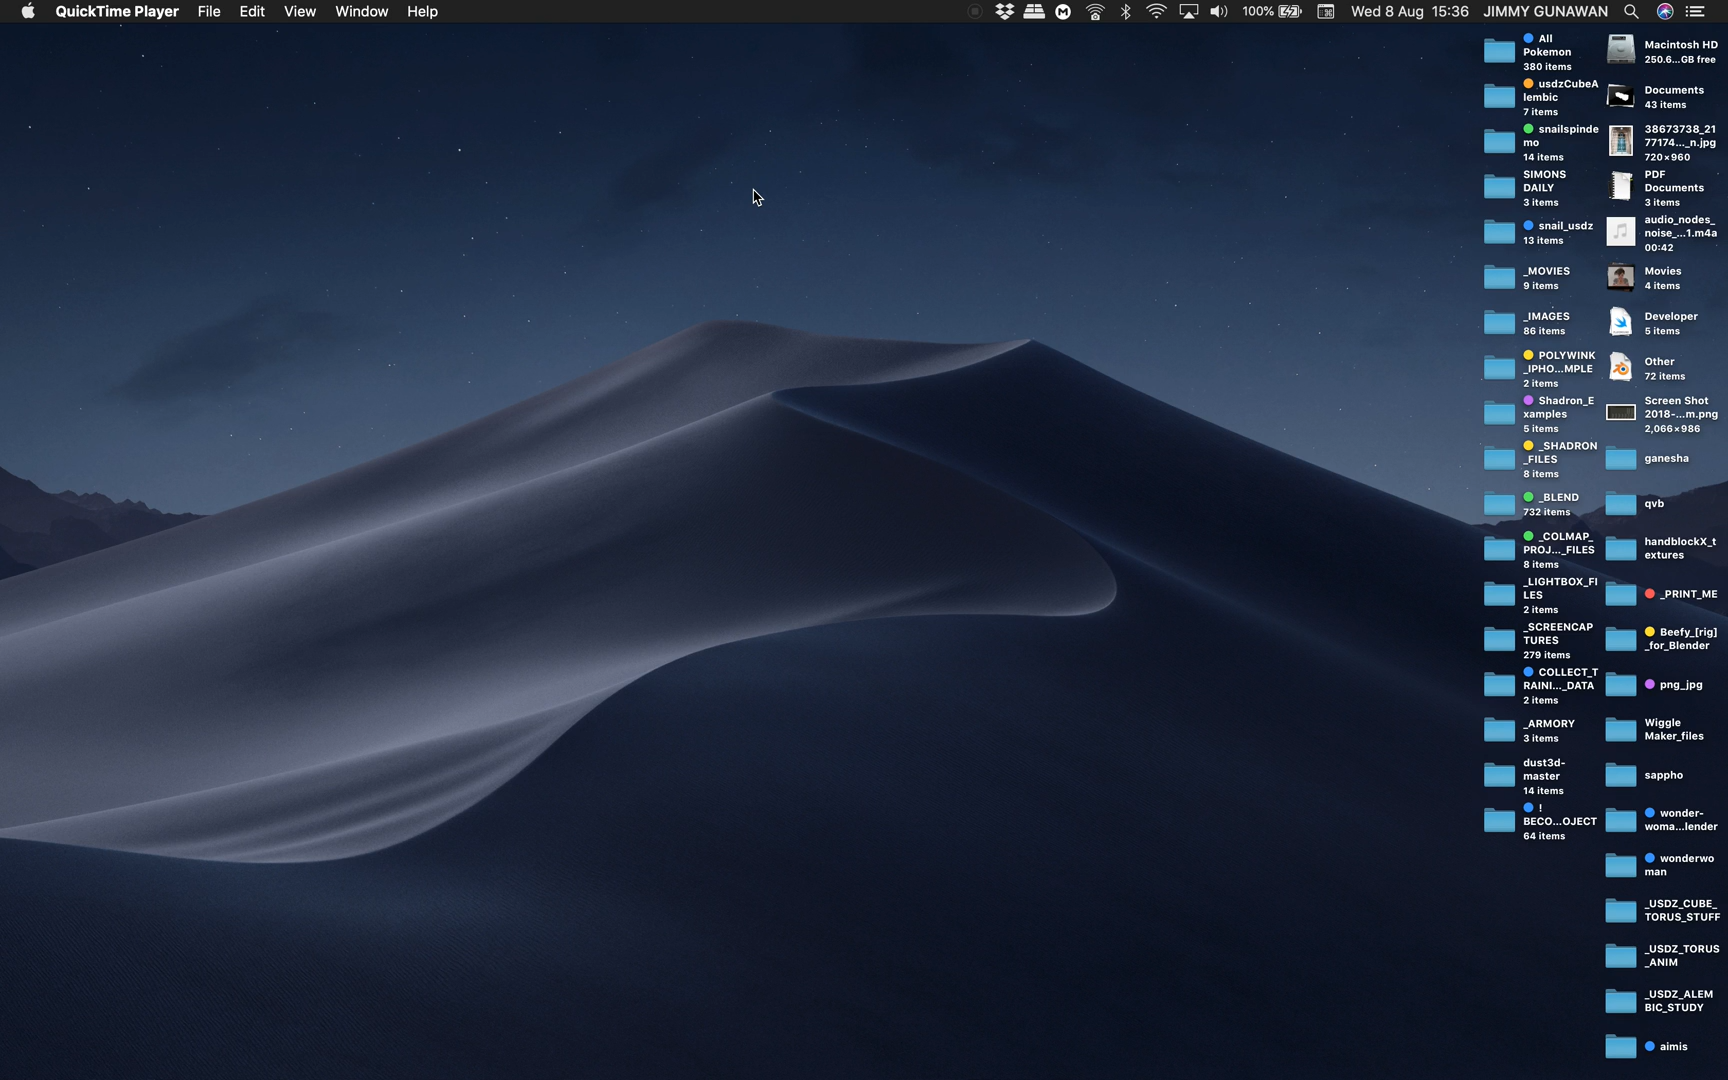 QuickTime Player File Edit View Window Help 100% Wed 8 Aug 15:36 JIMMY GUNAWAN
All
Pokemon
380 items
usdzCubeA
lembic
7 items
snailspinde
mo
14 items
SIMONS
DAILY
3 items
snail_usdz
13 items
_MOVIES
9 items
_IMAGES
86 items
POLYWINK
_IPHO...MPLE
2 items
Shadron_E
xamples
5 items
_SHADRON
_FILES
8 items
_BLEND
732 items
_COLMAP_
PROJ..._FILES
8 items
_LIGHTBOX_FI
LES
2 items
_SCREENCAP
TURES
279 items
COLLECT_T
RAINI..._DATA
2 items
_ARMORY
3 items
dust3d-
master
14 items
!
BECO...OJECT
64 items
Macintosh HD
250.6...GB free
Documents
43 items
38673738_21
77174..._n.jpg
720×960
PDF
Documents
3 items
audio_nodes_
noise_...1.m4a
00:42
Movies
4 items
Developer
5 items
Other
72 items
Screen Shot
2018-...m.png
2,066×986
ganesha
qvb
handblockX_t
extures
_PRINT_ME
Beefy_[rig]
_for_Blender
png_jpg
Wiggle
Maker_files
sappho
wonder-
woma...lender
wonderwo
man
_USDZ_CUBE_
TORUS_STUFF
_USDZ_TORUS
_ANIM
_USDZ_ALEM
BIC_STUDY
aimis